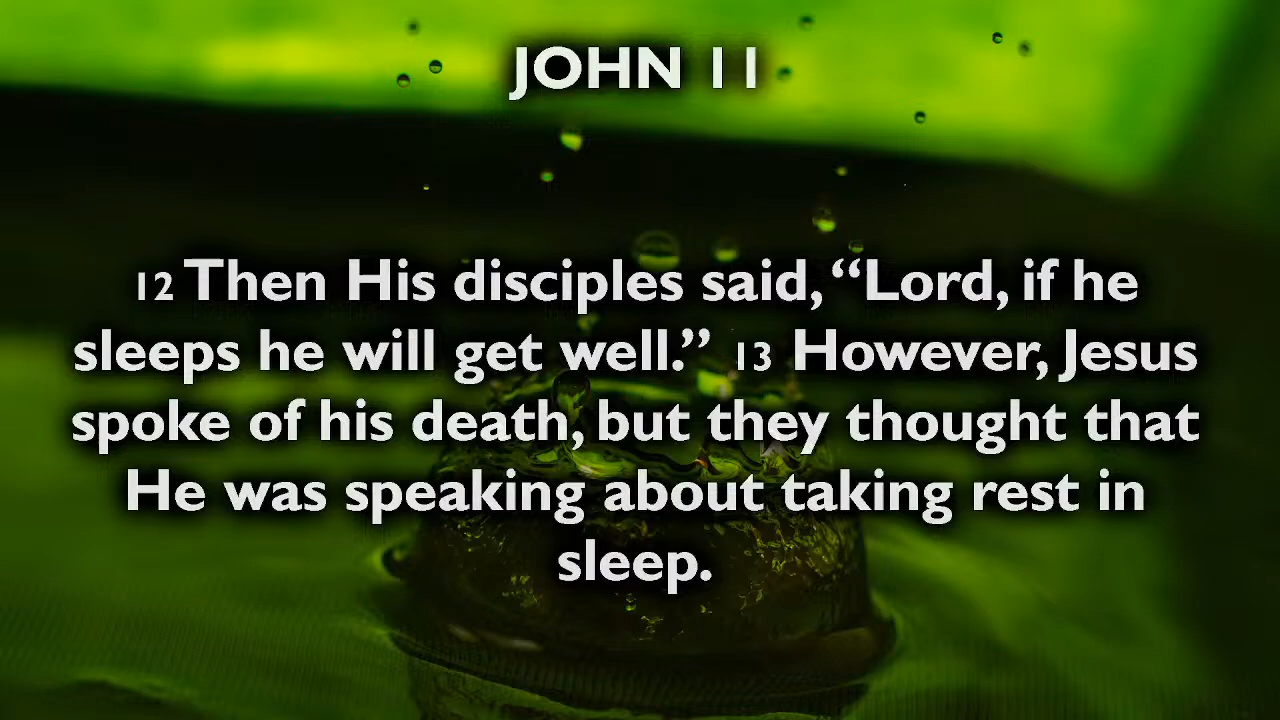 JOHN 11
12 Then His disciples said, “Lord, if he
sleeps he will get well.” 13 However, Jesus
spoke of his death, but they thought that
He was speaking about taking rest in
sleep.